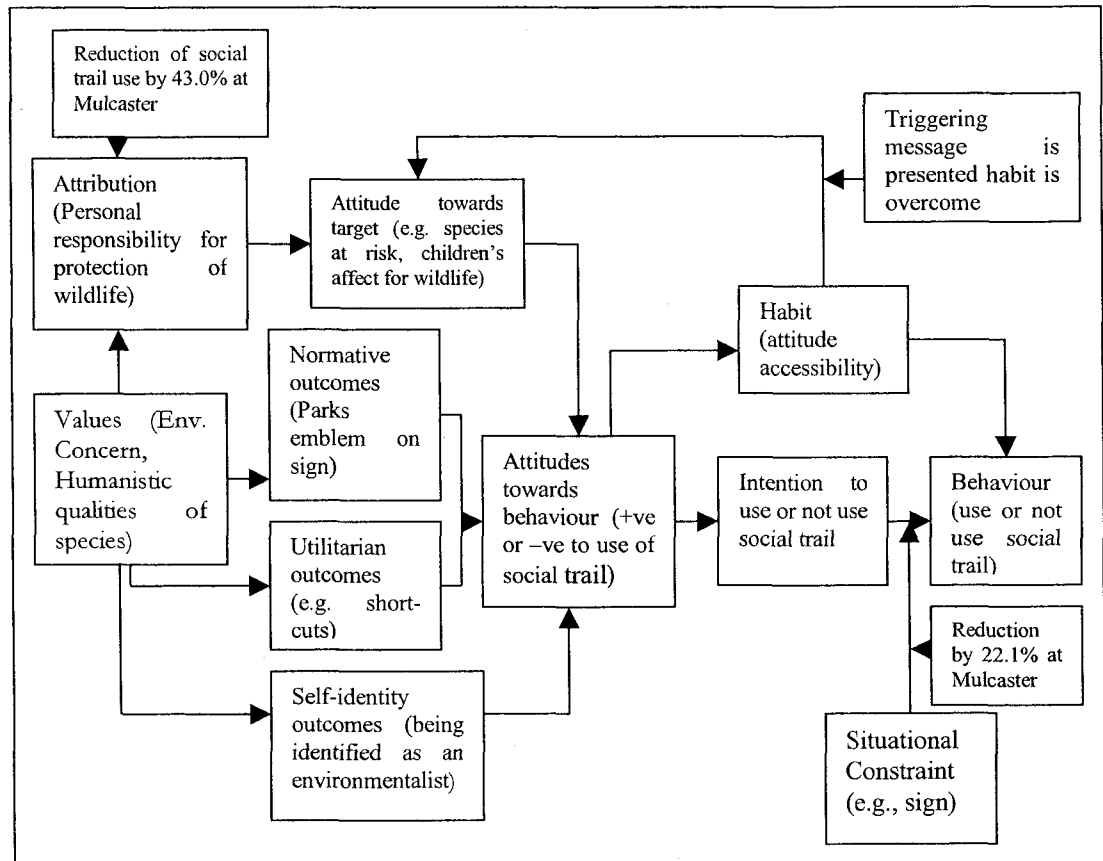 Reduction of social
trail use by 43.0% at
Mulcaster
Triggering
message is
presented habit is
overcome
Attribution
(Personal
responsibility for
protection of
wildlife)
Attitude towards
target (e.g. species
at risk, children's
affect for wildlife)
Habit
(attitude
accessibility)
Normative
outcomes
(Parks
emblem on
sign)
Values (Env.
Concern,
Humanistic
qualities of
species)
Attitudes
towards
behaviour (+ve
or –ve to use of
social trail)
Intention to
use or not use
social trail
Behaviour
(use or not
use social
trail)
Utilitarian
outcomes
(e.g. short-
cuts)
Reduction
by 22.1% at
Mulcaster
Self-identity
outcomes (being
identified as an
environmentalist)
Situational
Constraint
(e.g., sign)